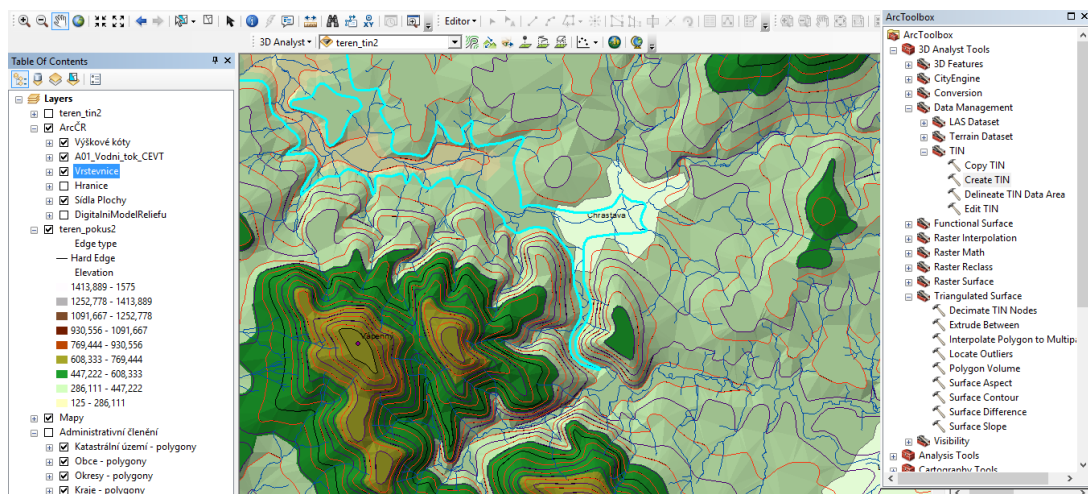 Editor
3D Analyst
teren_tin2
Table Of Contents
Layers
teren_tin2
ArcČR
Výškové kóty
A01_Vodni_tok_CEVT
Vrstevnice
Hranice
Sídla Plochy
DigitalniModelReliefu
teren_pokus2
Edge type
Hard Edge
Elevation
1413,889 - 1575
1252,778 - 1413,889
1091,667 - 1252,778
930,556 - 1091,667
769,444 - 930,556
608,333 - 769,444
447,222 - 608,333
286,111 - 447,222
125 - 286,111
Mapy
Administrativní členění
Katastrální území - polygony
Obce - polygony
Okresy - polygony
Kraje - polygony
Chrastava
ArcToolbox
ArcToolbox
3D Analyst Tools
3D Features
CityEngine
Conversion
Data Management
LAS Dataset
Terrain Dataset
TIN
Copy TIN
Create TIN
Delineate TIN Data Area
Edit TIN
Functional Surface
Raster Interpolation
Raster Math
Raster Reclass
Raster Surface
Triangulated Surface
Decimate TIN Nodes
Extrude Between
Interpolate Polygon to Multipa
Locate Outliers
Polygon Volume
Surface Aspect
Surface Contour
Surface Difference
Surface Slope
Visibility
Analysis Tools
Cartography Tools